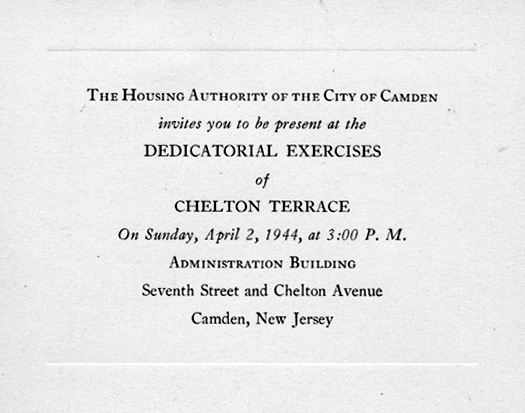 The Housing Authority of the City of Camden
invites you to be present at the
DEDICATORIAL EXERCISES
of
CHELTON TERRACE
On Sunday, April 2, 1944, at 3:00 P. M.
Administration Building
Seventh Street and Chelton Avenue
Camden, New Jersey